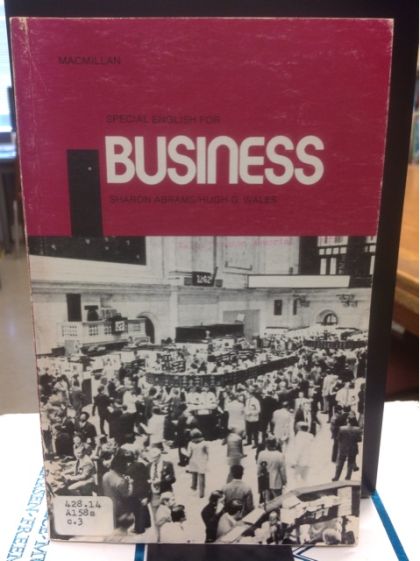 MACMILLAN
SPECIAL ENGLISH FOR
BUSINESS
SHARON ABRAMS/HUGH G. WALES
428.14
A158s
c.3